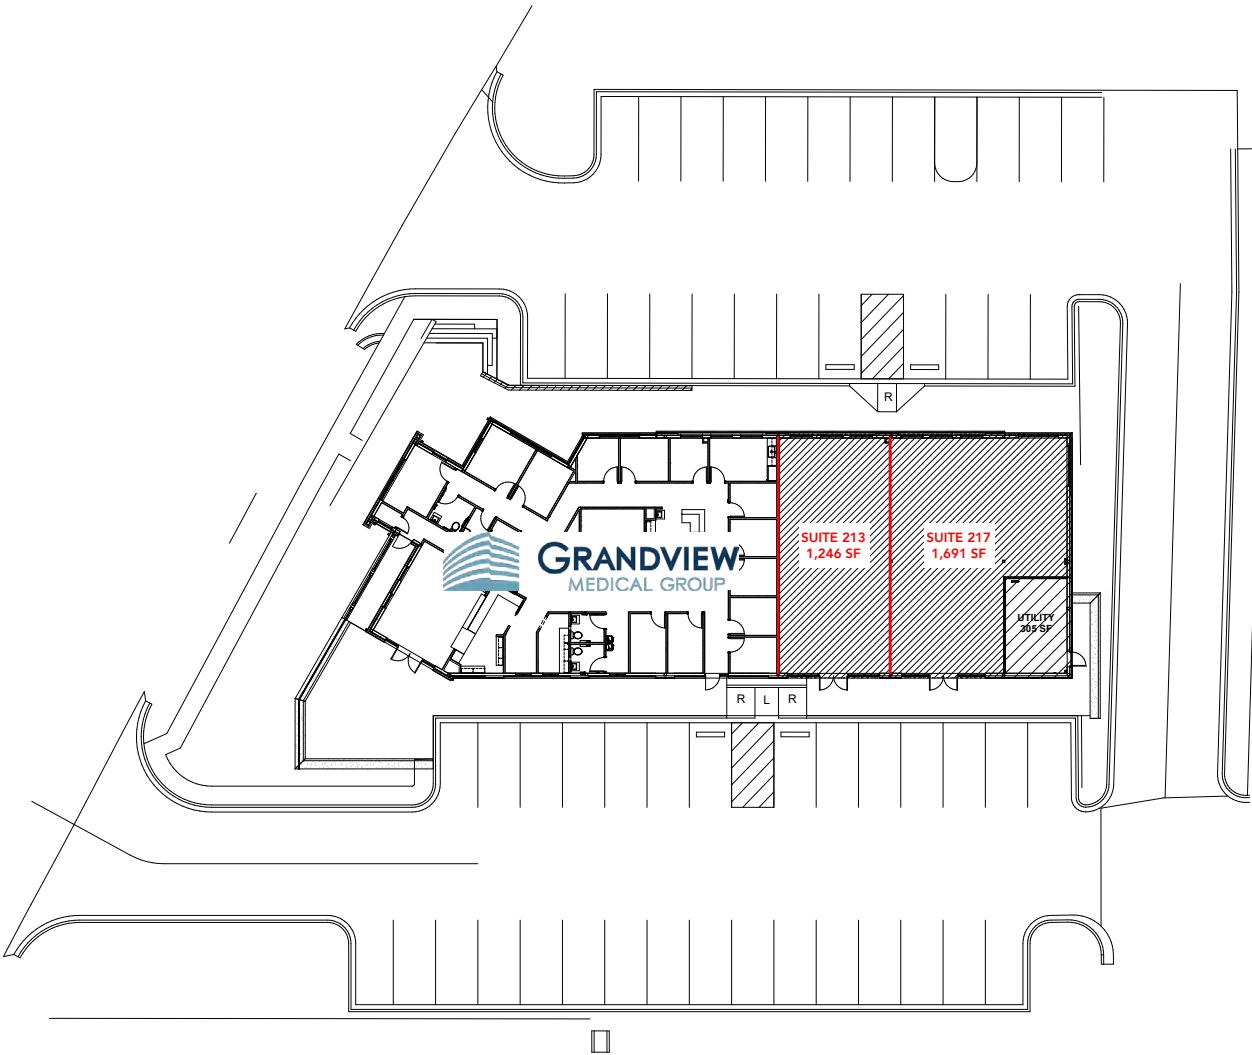 R
SUITE 213
1,246 SF
SUITE 217
1,691 SF
GRANDVIEW
MEDICAL GROUP
UTILITY
305 SF
R L R